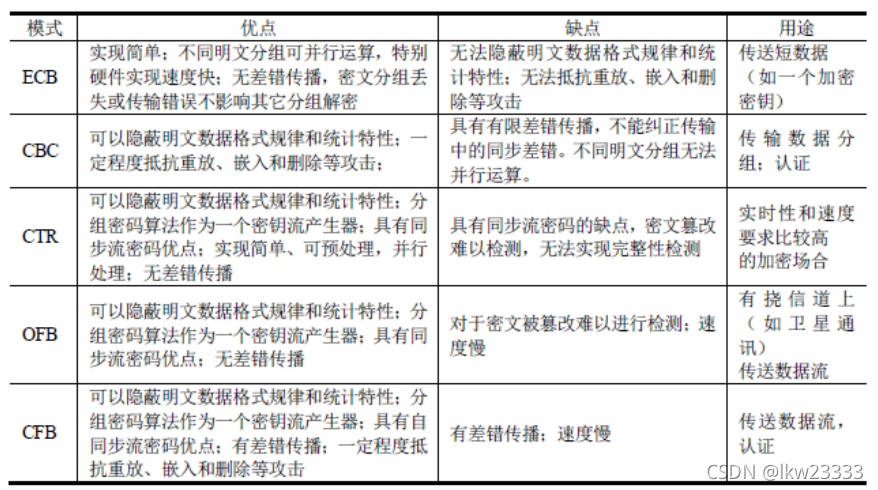 模式 优点 缺点 用途
ECB
实现简单；不同明文分组可并行运算，特别
硬件实现速度快；无差错传播，密文分组丢
失或传输错误不影响其它分组解密
无法隐蔽明文数据格式规律和统
计特性；无法抵抗重放、嵌入和删
除等攻击
传送短数据
（如一个加密
密钥）
CBC
可以隐蔽明文数据格式规律和统计特性；一
定程度抵抗重放、嵌入和删除等攻击；
具有有限差错传播，不能纠正传输
中的同步差错。不同明文分组无法
并行运算。
传输数据分
组；认证
CTR
可以隐蔽明文数据格式规律和统计特性；分
组密码算法作为一个密钥流产生器；具有同
步流密码优点；实现简单、可预处理，并行
处理；无差错传播
具有同步流密码的缺点，密文篡改
难以检测，无法实现完整性检测
实时性和速度
要求比较高
的加密场合
OFB
可以隐蔽明文数据格式规律和统计特性；分
组密码算法作为一个密钥流产生器；具有同
步流密码优点；无差错传播
对于密文被篡改难以进行检测；速
度慢
有挠信道上
（如卫星通
讯）
传送数据流
CFB
可以隐蔽明文数据格式规律和统计特性；分
组密码算法作为一个密钥流产生器；具有自
同步流密码优点；有差错传播；一定程度抵
抗重放、嵌入和删除等攻击
有差错传播；速度慢
传送数据流，
认证
CSDN @lkw23333